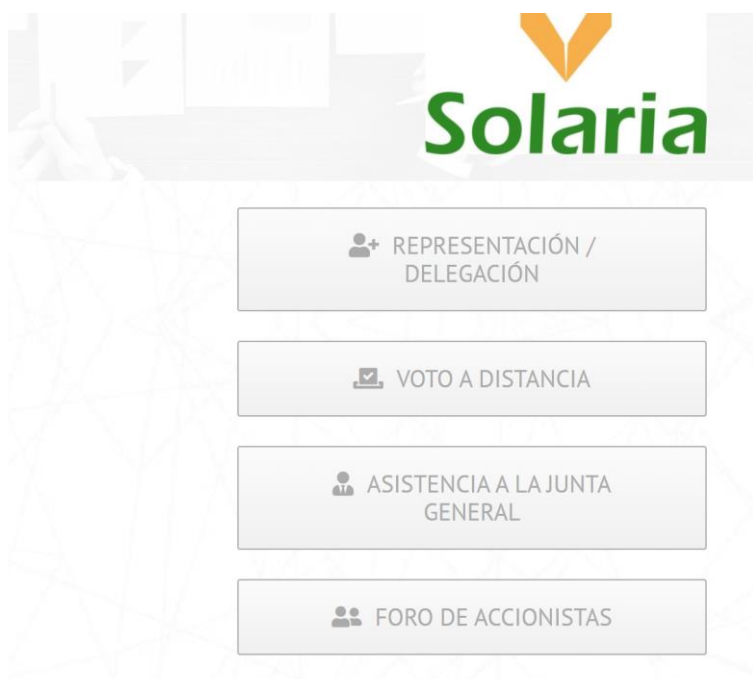 Solaria
REPRESENTACIÓN /
DELEGACIÓN
VOTO A DISTANCIA
ASISTENCIA A LA JUNTA
GENERAL
FORO DE ACCIONISTAS